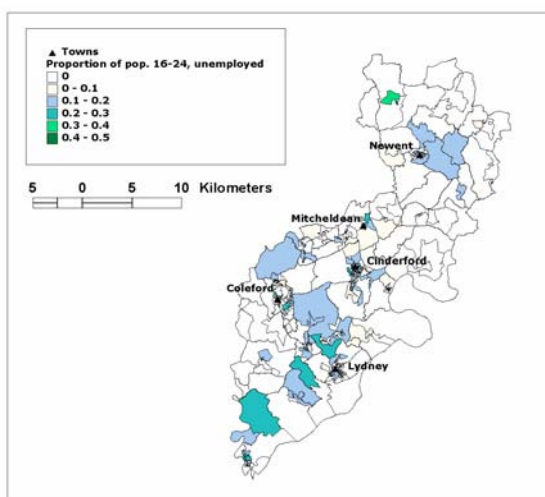 Towns
Proportion of pop. 16-24, unemployed
0
0 - 0.1
0.1 - 0.2
0.2 - 0.3
0.3 - 0.4
0.4 - 0.5
5 0 5 10 Kilometers
Newent
Mitcheldean
Cinderford
Coleford
Lydney